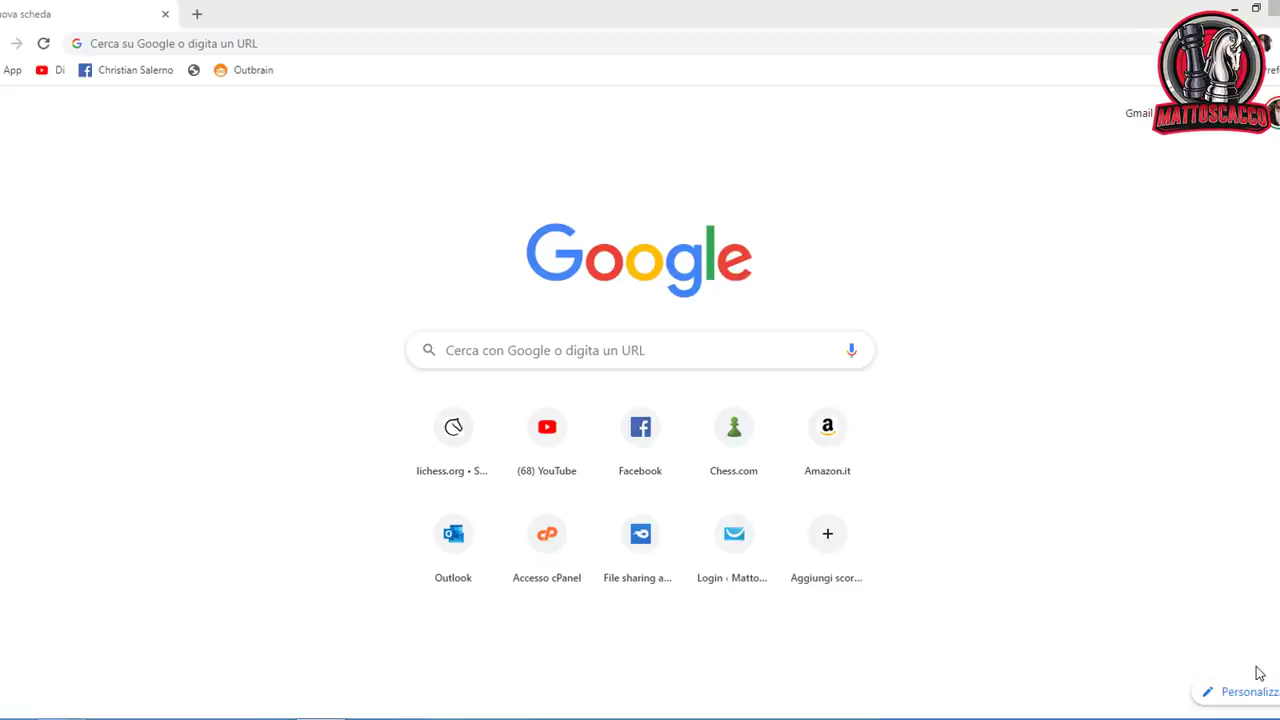 nova scheda
Cerca su Google o digita un URL
App
Di
Christian Salerno
Outbrain
Pref
Gmail
MATTOSCACCO
Google
Cerca con Google o digita un URL
lichess.org • S...
(68) YouTube
Facebook
Chess.com
Amazon.it
Outlook
Accesso cPanel
File sharing a...
Login ‹ Matto...
Aggiungi scor...
Personalizz